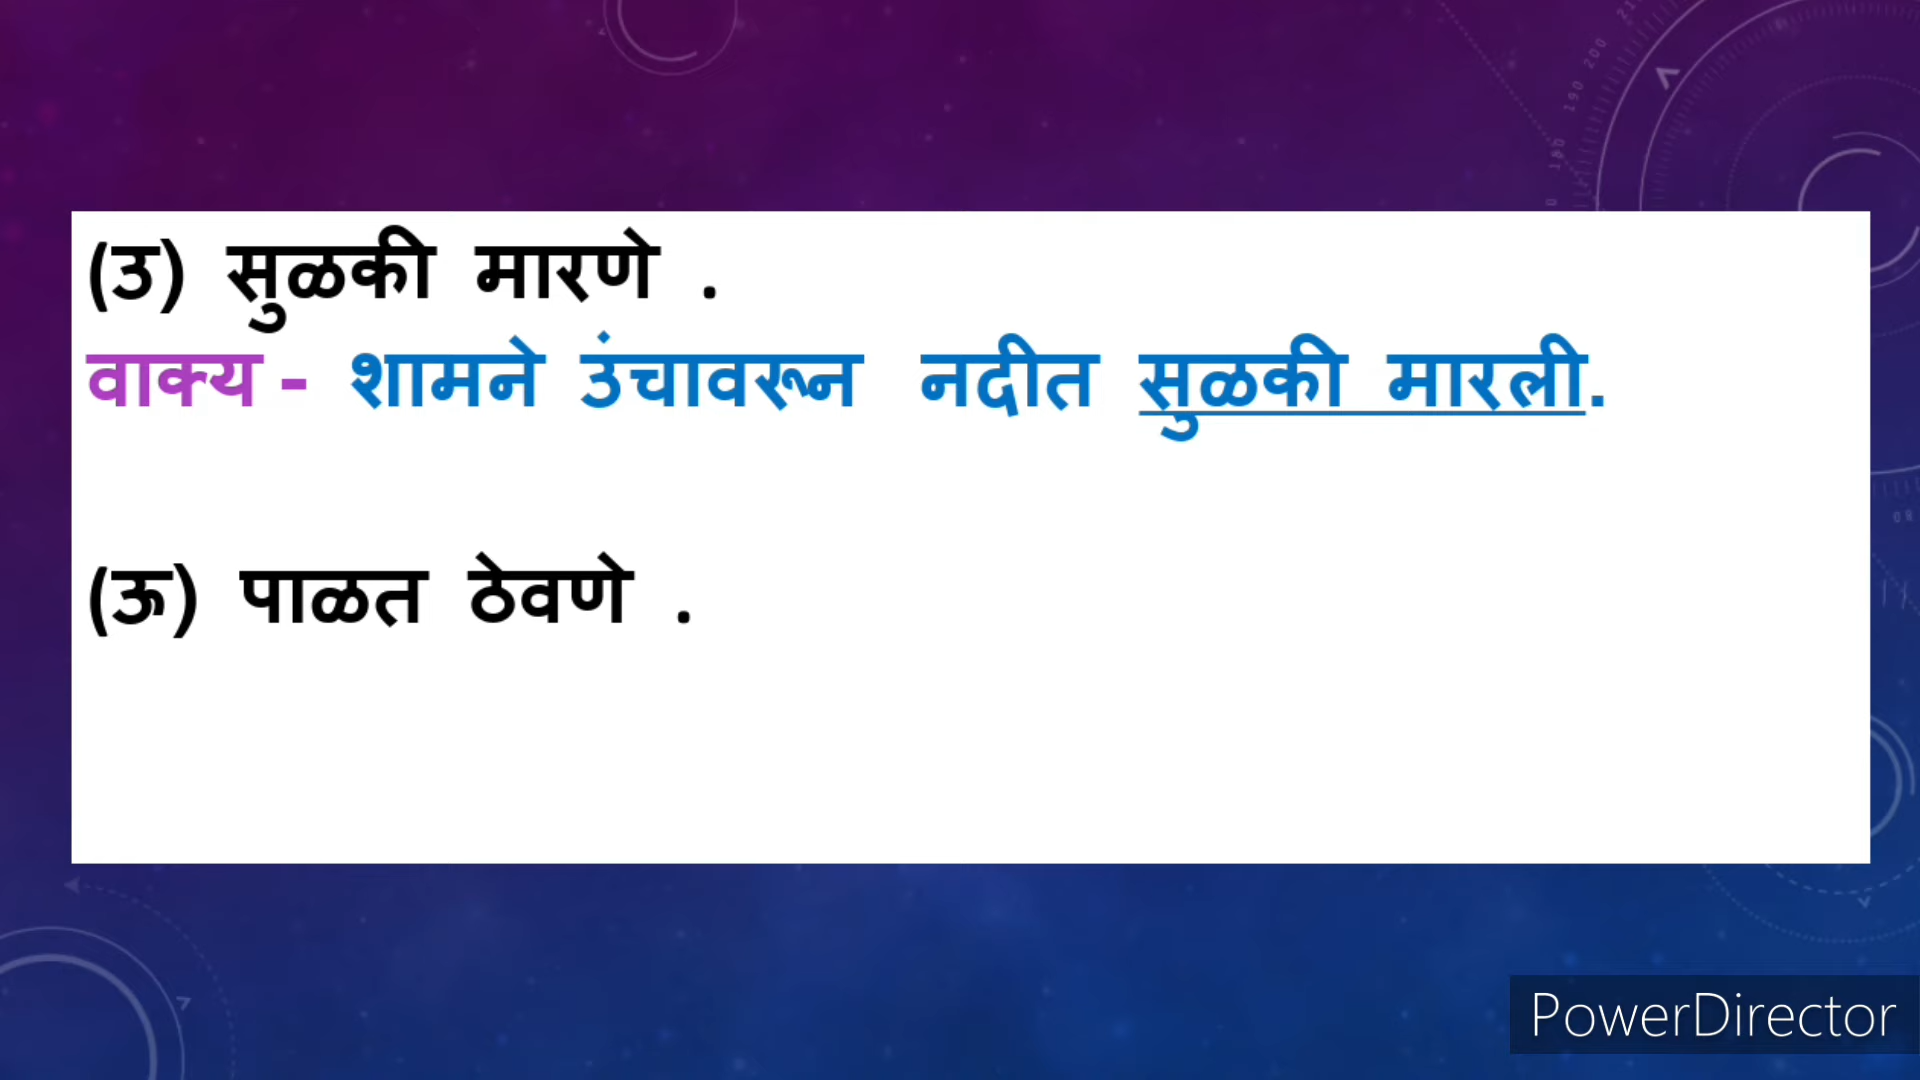 (उ) सुळकी मारणे .
वाक्य - शामने उंचावरून नदीत सुळकी मारली.
(ऊ) पाळत ठेवणे .
PowerDirector